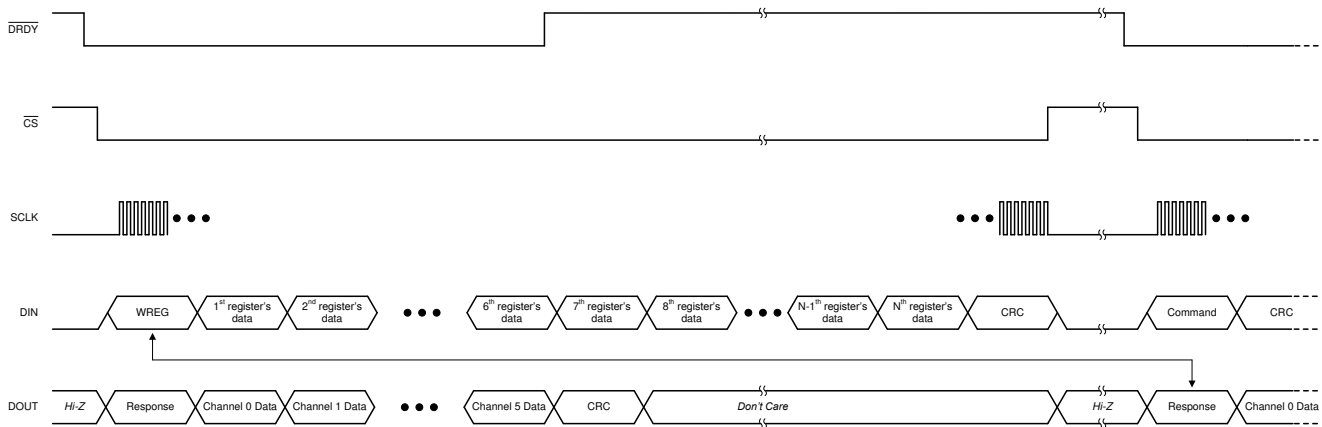 DRDY
CS
SCLK
DIN
WREG
1st register's
data
2nd register's
data
6th register's
data
7th register's
data
8th register's
data
N-1th register's
data
Nth register's
data
CRC
Command
CRC
DOUT
Hi-Z
Response
Channel 0 Data
Channel 1 Data
Channel 5 Data
CRC
Don't Care
Hi-Z
Response
Channel 0 Data